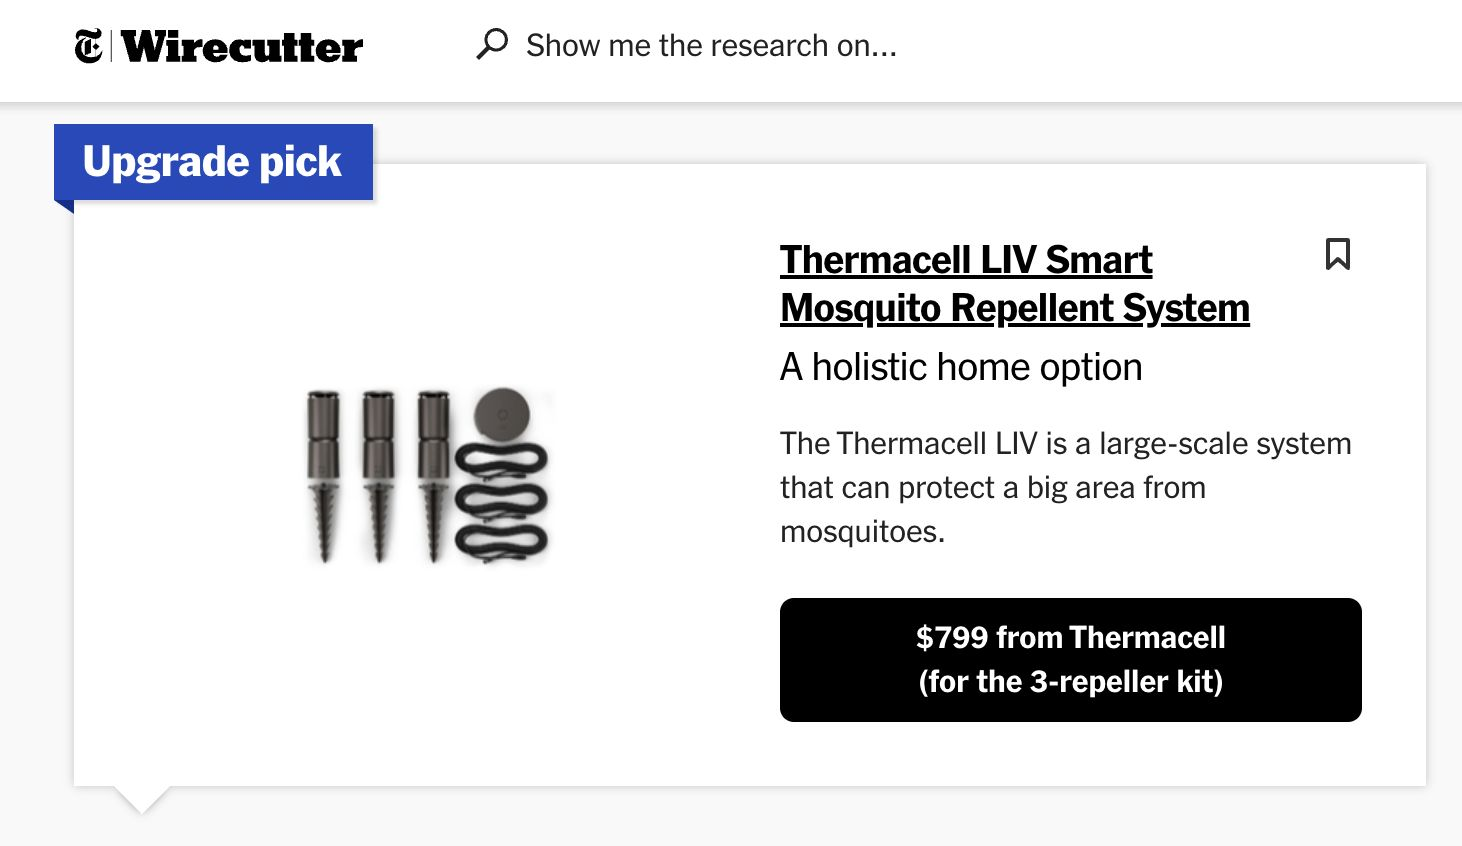 Wirecutter
Show me the research on...
Upgrade pick
Thermacell LIV Smart
Mosquito Repellent System
A holistic home option
The Thermacell LIV is a large-scale system
that can protect a big area from
mosquitoes.
$799 from Thermacell
(for the 3-repeller kit)